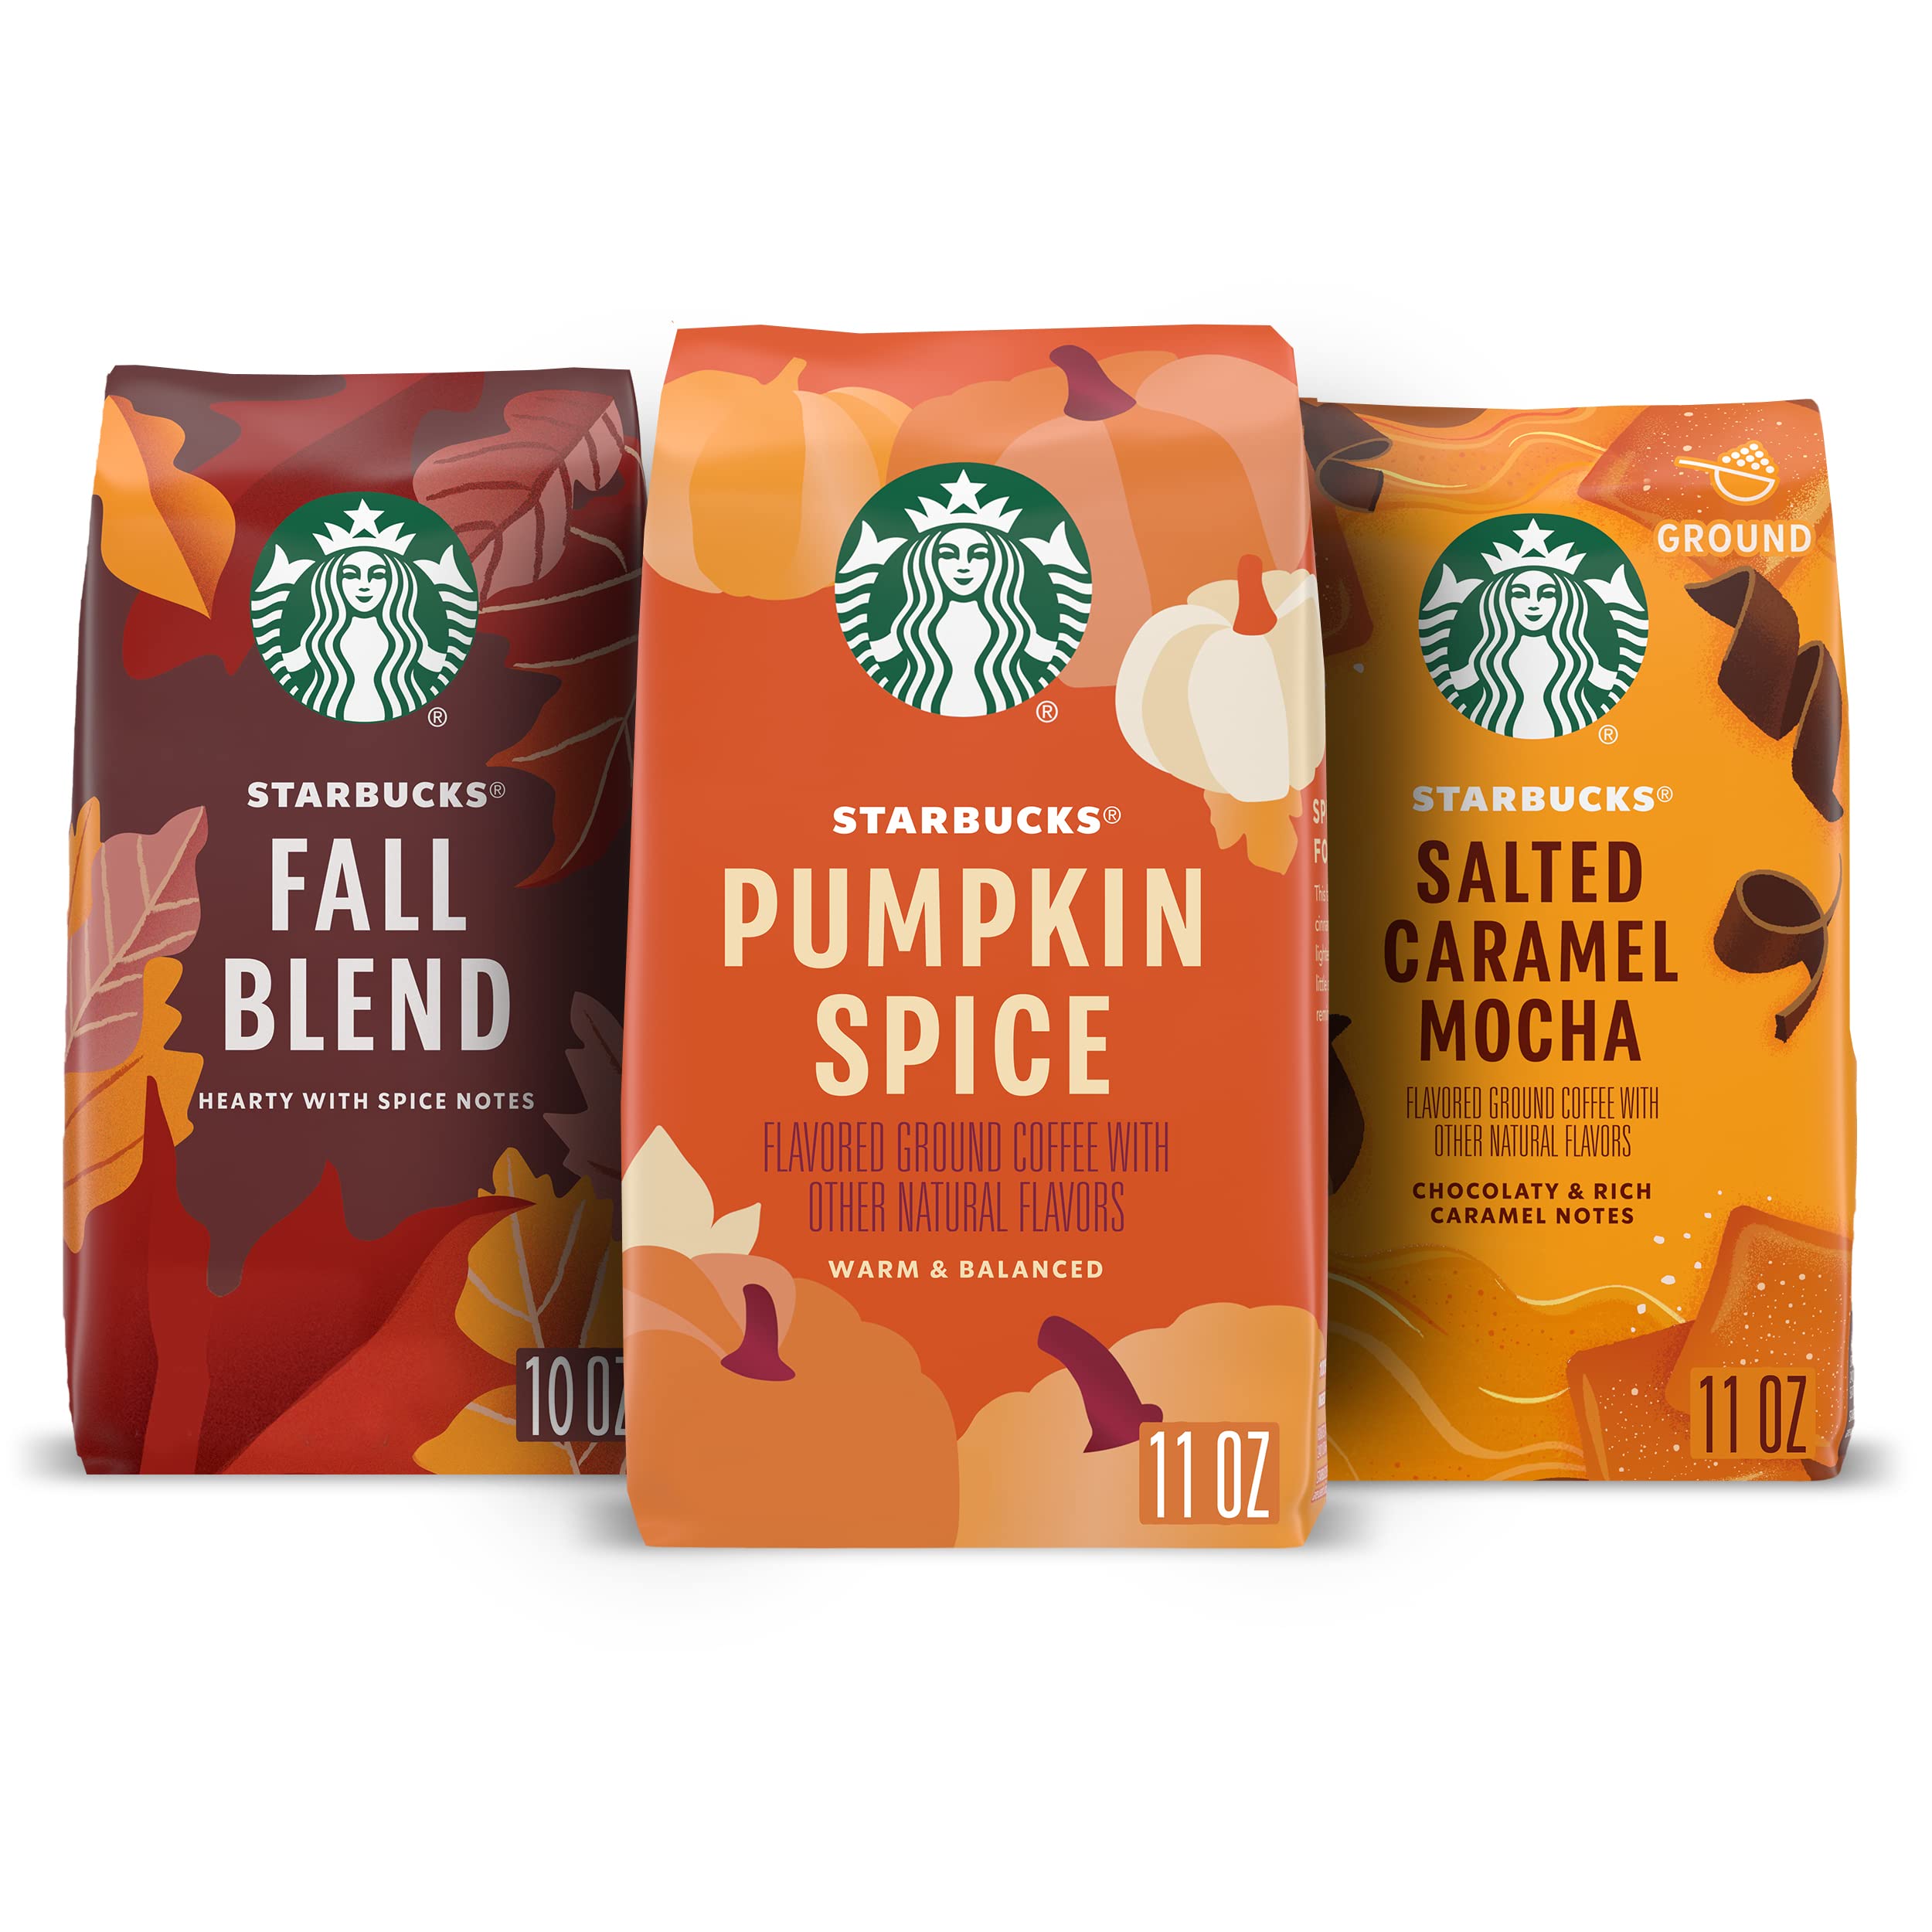 STARBUCKS®
FALL
BLEND
HEARTY WITH SPICE NOTES
10 OZ
STARBUCKS®
PUMPKIN
SPICE
FLAVORED GROUND COFFEE WITH
OTHER NATURAL FLAVORS
WARM & BALANCED
11 OZ
GROUND
STARBUCKS®
SALTED
CARAMEL
MOCHA
FLAVORED GROUND COFFEE WITH
OTHER NATURAL FLAVORS
CHOCOLATY & RICH
CARAMEL NOTES
11 OZ